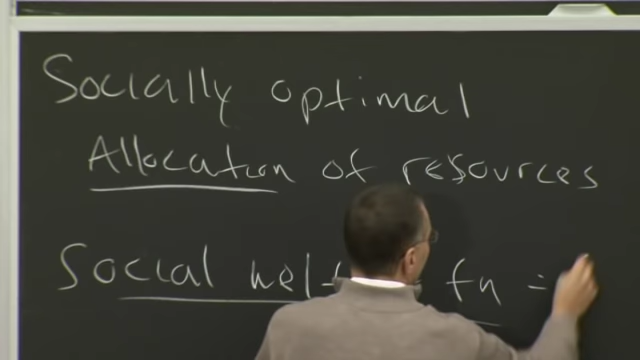 Socially optimal
Allocation of resources
Social fn =